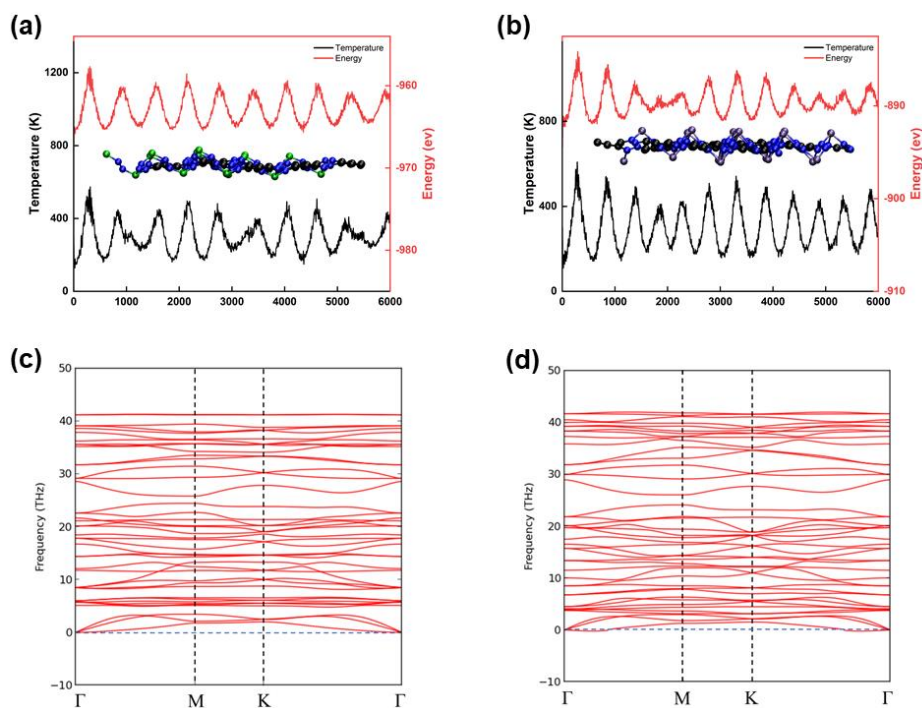 (a)
Temperature
Energy
1200
800
400
0
Temperature (K)
-960
-970
-980
Energy (eV)
0 1000 2000 3000 4000 5000 6000
(b)
Temperature
Energy
800
400
0
Temperature (K)
-890
-900
-910
Energy (ev)
0 1000 2000 3000 4000 5000 6000
(c)
50
40
30
20
10
0
−10
Frequency (THz)
Γ M K Γ
(d)
50
40
30
20
10
0
−10
Frequency (THz)
Γ M K Γ